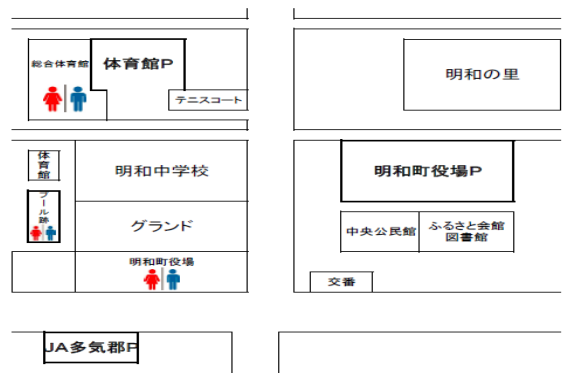 総合体育館
体育館P
テニスコート
明和の里
体育館
明和中学校
明和町役場P
プール跡
グランド
中央公民館
ふるさと会館
図書館
明和町役場
交番
JA多気郡P